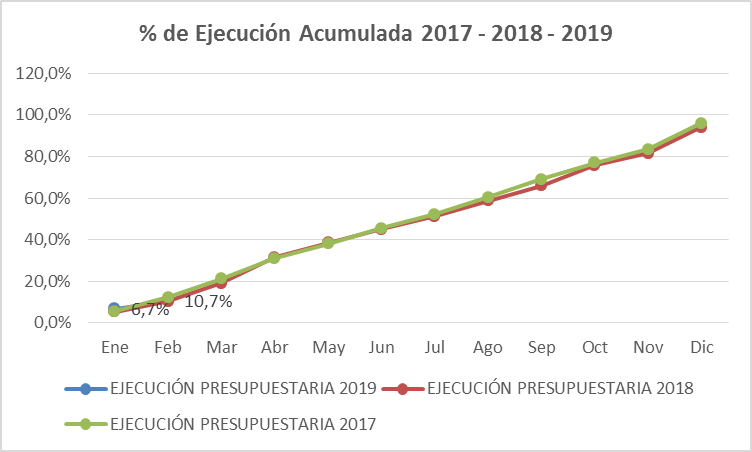 % de Ejecución Acumulada 2017 - 2018 - 2019
120,0%
100,0%
80,0%
60,0%
40,0%
20,0%
0,0%
6,7%
10,7%
Ene Feb Mar Abr May Jun Jul Ago Sep Oct Nov Dic
EJECUCIÓN PRESUPUESTARIA 2019 EJECUCIÓN PRESUPUESTARIA 2018
EJECUCIÓN PRESUPUESTARIA 2017